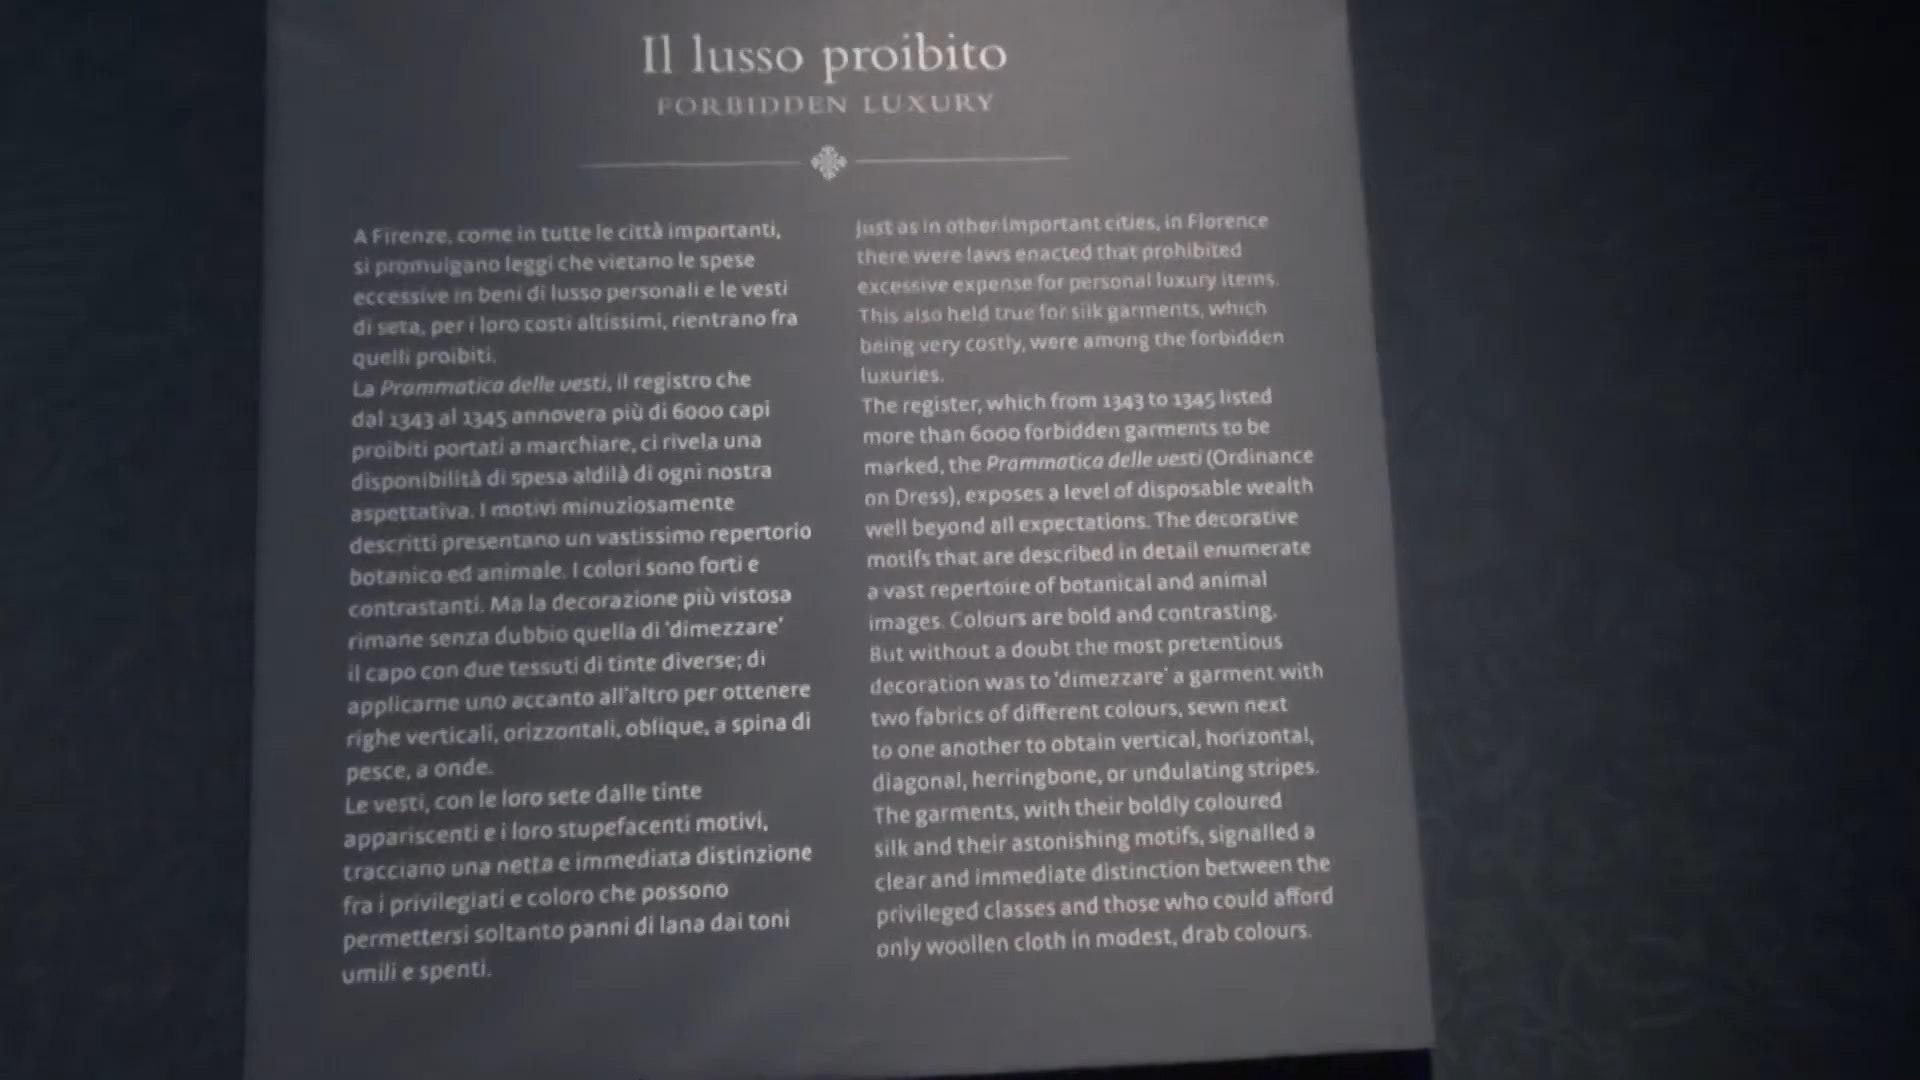 Il lusso proibito
FORBIDDEN LUXURY
A Firenze, come in tutte le città importanti,
si promulgano leggi che vietano le spese
eccessive in beni di lusso personali e le vesti
di seta, per i loro costi altissimi, rientrano fra
quelli proibiti.
La Prammatica delle vesti, il registro che
dal 1343 al 1345 annovera più di 6000 capi
proibiti portati a marchiare, ci rivela una
disponibilità di spesa aldilà di ogni nostra
aspettativa. I motivi minuziosamente
descritti presentano un vastissimo repertorio
botanico ed animale. I colori sono forti e
contrastanti. Ma la decorazione più vistosa
rimane senza dubbio quella di 'dimezzare'
il capo con due tessuti di tinte diverse; di
applicarne uno accanto all'altro per ottenere
righe verticali, orizzontali, oblique, a spina di
pesce, a onde.
Le vesti, con le loro sete dalle tinte
appariscenti e i loro stupefacenti motivi,
tracciano una netta e immediata distinzione
fra i privilegiati e coloro che possono
permettersi soltanto panni di lana dai toni
umili e spenti.
Just as in other important cities, in Florence
there were laws enacted that prohibited
excessive expense for personal luxury items.
This also held true for silk garments, which
being very costly, were among the forbidden
luxuries.
The register, which from 1343 to 1345 listed
more than 6000 forbidden garments to be
marked, the Prammatica delle vesti (Ordinance
on Dress), exposes a level of disposable wealth
well beyond all expectations. The decorative
motifs that are described in detail enumerate
a vast repertoire of botanical and animal
images. Colours are bold and contrasting.
But without a doubt the most pretentious
decoration was to 'dimezzare' a garment with
two fabrics of different colours, sewn next
to one another to obtain vertical, horizontal,
diagonal, herringbone, or undulating stripes.
The garments, with their boldly coloured
silk and their astonishing motifs, signalled a
clear and immediate distinction between the
privileged classes and those who could afford
only woollen cloth in modest, drab colours.